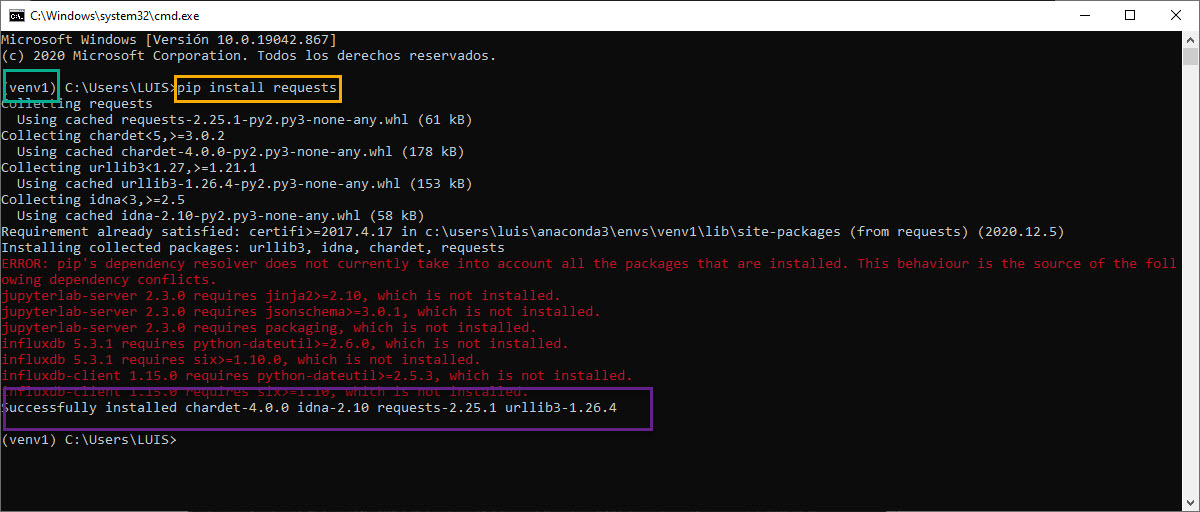 C:\Windows\system32\cmd.exe
Microsoft Windows [Versión 10.0.19042.867]
(c) 2020 Microsoft Corporation. Todos los derechos reservados.
(venv1) C:\Users\LUIS>pip install requests
Collecting requests
  Using cached requests-2.25.1-py2.py3-none-any.whl (61 kB)
Collecting chardet<5,>=3.0.2
  Using cached chardet-4.0.0-py2.py3-none-any.whl (178 kB)
Collecting urllib3<1.27,>=1.21.1
  Using cached urllib3-1.26.4-py2.py3-none-any.whl (153 kB)
Collecting idna<3,>=2.5
  Using cached idna-2.10-py2.py3-none-any.whl (58 kB)
Requirement already satisfied: certifi>=2017.4.17 in c:\users\luis\anaconda3\envs\venv1\lib\site-packages (from requests) (2020.12.5)
Installing collected packages: urllib3, idna, chardet, requests
ERROR: pip's dependency resolver does not currently take into account all the packages that are installed. This behaviour is the source of the foll
owing dependency conflicts.
jupyterlab-server 2.3.0 requires jinja2>=2.10, which is not installed.
jupyterlab-server 2.3.0 requires jsonschema>=3.0.1, which is not installed.
jupyterlab-server 2.3.0 requires packaging, which is not installed.
influxdb 5.3.1 requires python-dateutil>=2.6.0, which is not installed.
influxdb 5.3.1 requires six>=1.10.0, which is not installed.
influxdb-client 1.15.0 requires python-dateutil>=2.5.3, which is not installed.
influxdb-client 1.15.0 requires six>=1.10, which is not installed.
Successfully installed chardet-4.0.0 idna-2.10 requests-2.25.1 urllib3-1.26.4
(venv1) C:\Users\LUIS>